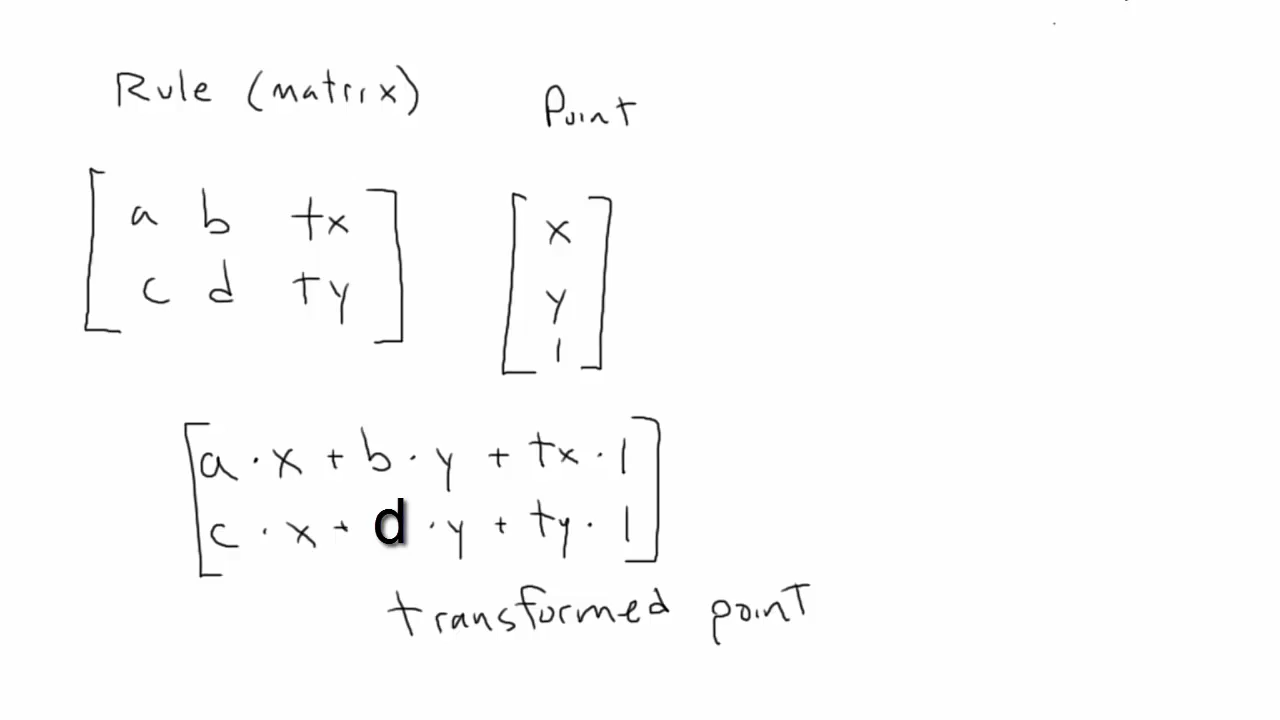 Rule (matrix) Point
[ a b tx ] [ x
c d ty ] y
1 ]
[ a · x + b · y + tx · 1
c · x + d · y + ty · 1 ]
transformed point